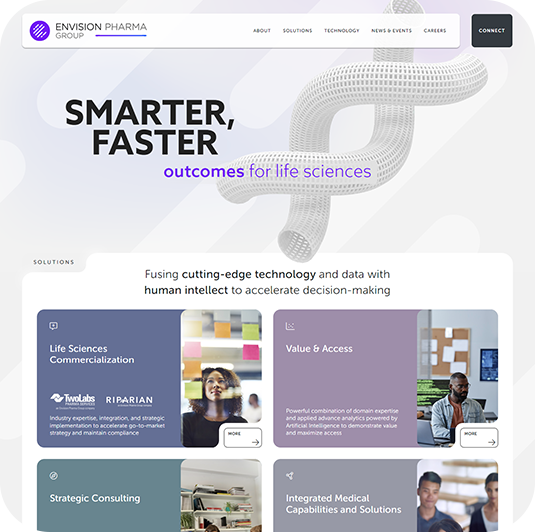 ENVISION PHARMA
GROUP
ABOUT SOLUTIONS TECHNOLOGY NEWS & EVENTS CAREERS CONNECT
SMARTER,
FASTER
outcomes for life sciences
SOLUTIONS
Fusing cutting-edge technology and data with
human intellect to accelerate decision-making
Life Sciences
Commercialization
TwoLabs
RIPARIAN
Industry expertise, integration, and strategic
implementation to accelerate go-to-market
strategy and maintain compliance
MORE
Value & Access
Powerful combination of domain expertise
and applied advance analytics powered by
Artificial Intelligence to demonstrate value
and maximize access
MORE
Strategic Consulting
Integrated Medical
Capabilities and Solutions